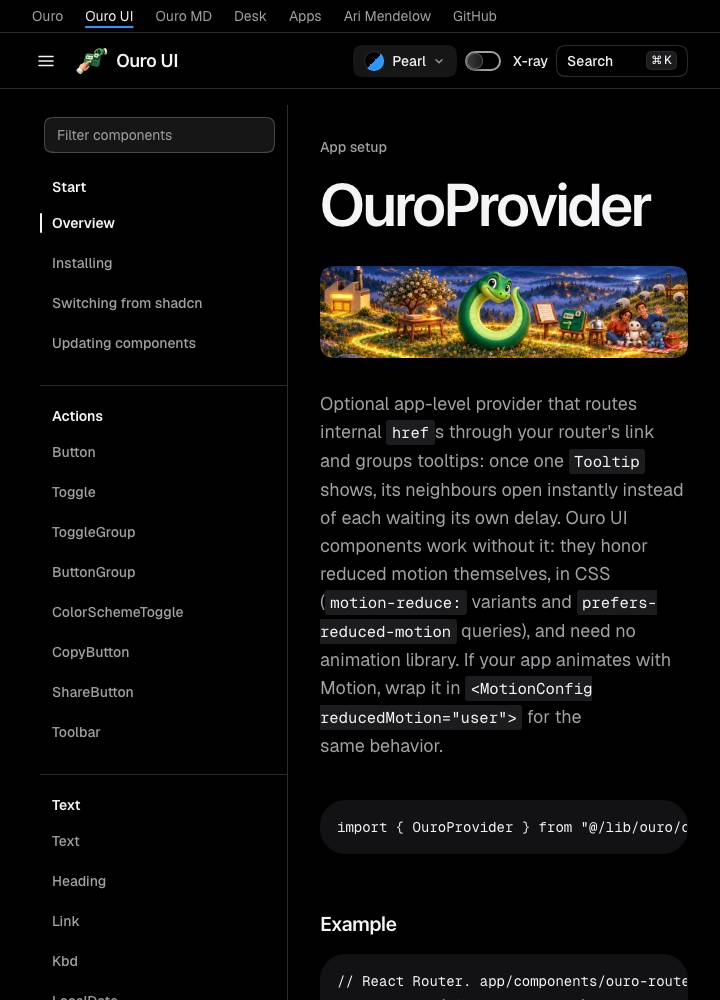 Ouro
Ouro UI
Ouro MD
Desk
Apps
Ari Mendelow
GitHub
Ouro UI
Pearl
X-ray
Search
⌘ K
Filter components
Start
Overview
Installing
Switching from shadcn
Updating components
Actions
Button
Toggle
ToggleGroup
ButtonGroup
ColorSchemeToggle
CopyButton
ShareButton
Toolbar
Text
Text
Heading
Link
Kbd
LocalDate
App setup
OuroProvider
Optional app-level provider that routes
internal hrefs through your router's link
and groups tooltips: once one Tooltip
shows, its neighbours open instantly instead
of each waiting its own delay. Ouro UI
components work without it: they honor
reduced motion themselves, in CSS
(motion-reduce: variants and prefers-
reduced-motion queries), and need no
animation library. If your app animates with
Motion, wrap it in <MotionConfig
reducedMotion="user"> for the
same behavior.
import { OuroProvider } from "@/lib/ouro/
Example
// React Router. app/components/ouro-route